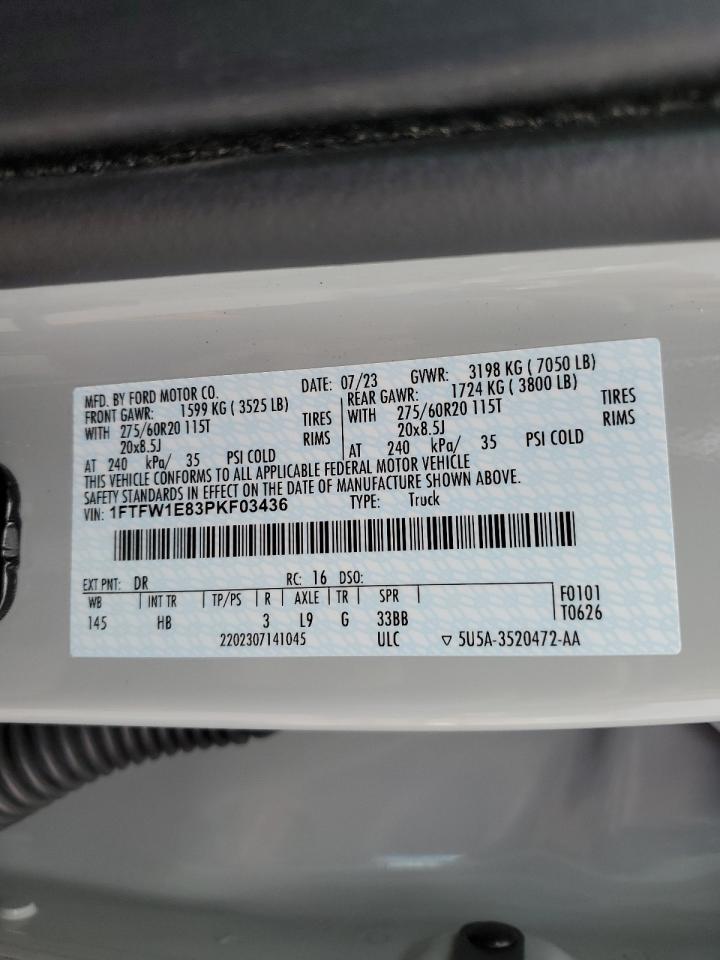 MFD. BY FORD MOTOR CO. DATE: 07/23 GVWR: 3198 KG ( 7050 LB)
FRONT GAWR: 1599 KG ( 3525 LB) REAR GAWR: 1724 KG ( 3800 LB)
WITH 275/60R20 115T TIRES WITH 275/60R20 115T TIRES
20x8.5J RIMS 20x8.5J RIMS
AT 240 kPa/ 35 PSI COLD AT 240 kPa/ 35 PSI COLD
THIS VEHICLE CONFORMS TO ALL APPLICABLE FEDERAL MOTOR VEHICLE
SAFETY STANDARDS IN EFFECT ON THE DATE OF MANUFACTURE SHOWN ABOVE.
VIN: 1FTFW1E83PKF03436 TYPE: Truck
EXT PNT: DR RC: 16 DSO:
WB INT TR TP/PS R AXLE TR SPR F0101
145 HB 3 L9 G 33BB T0626
2202307141045 ULC ▽ 5U5A-3520472-AA